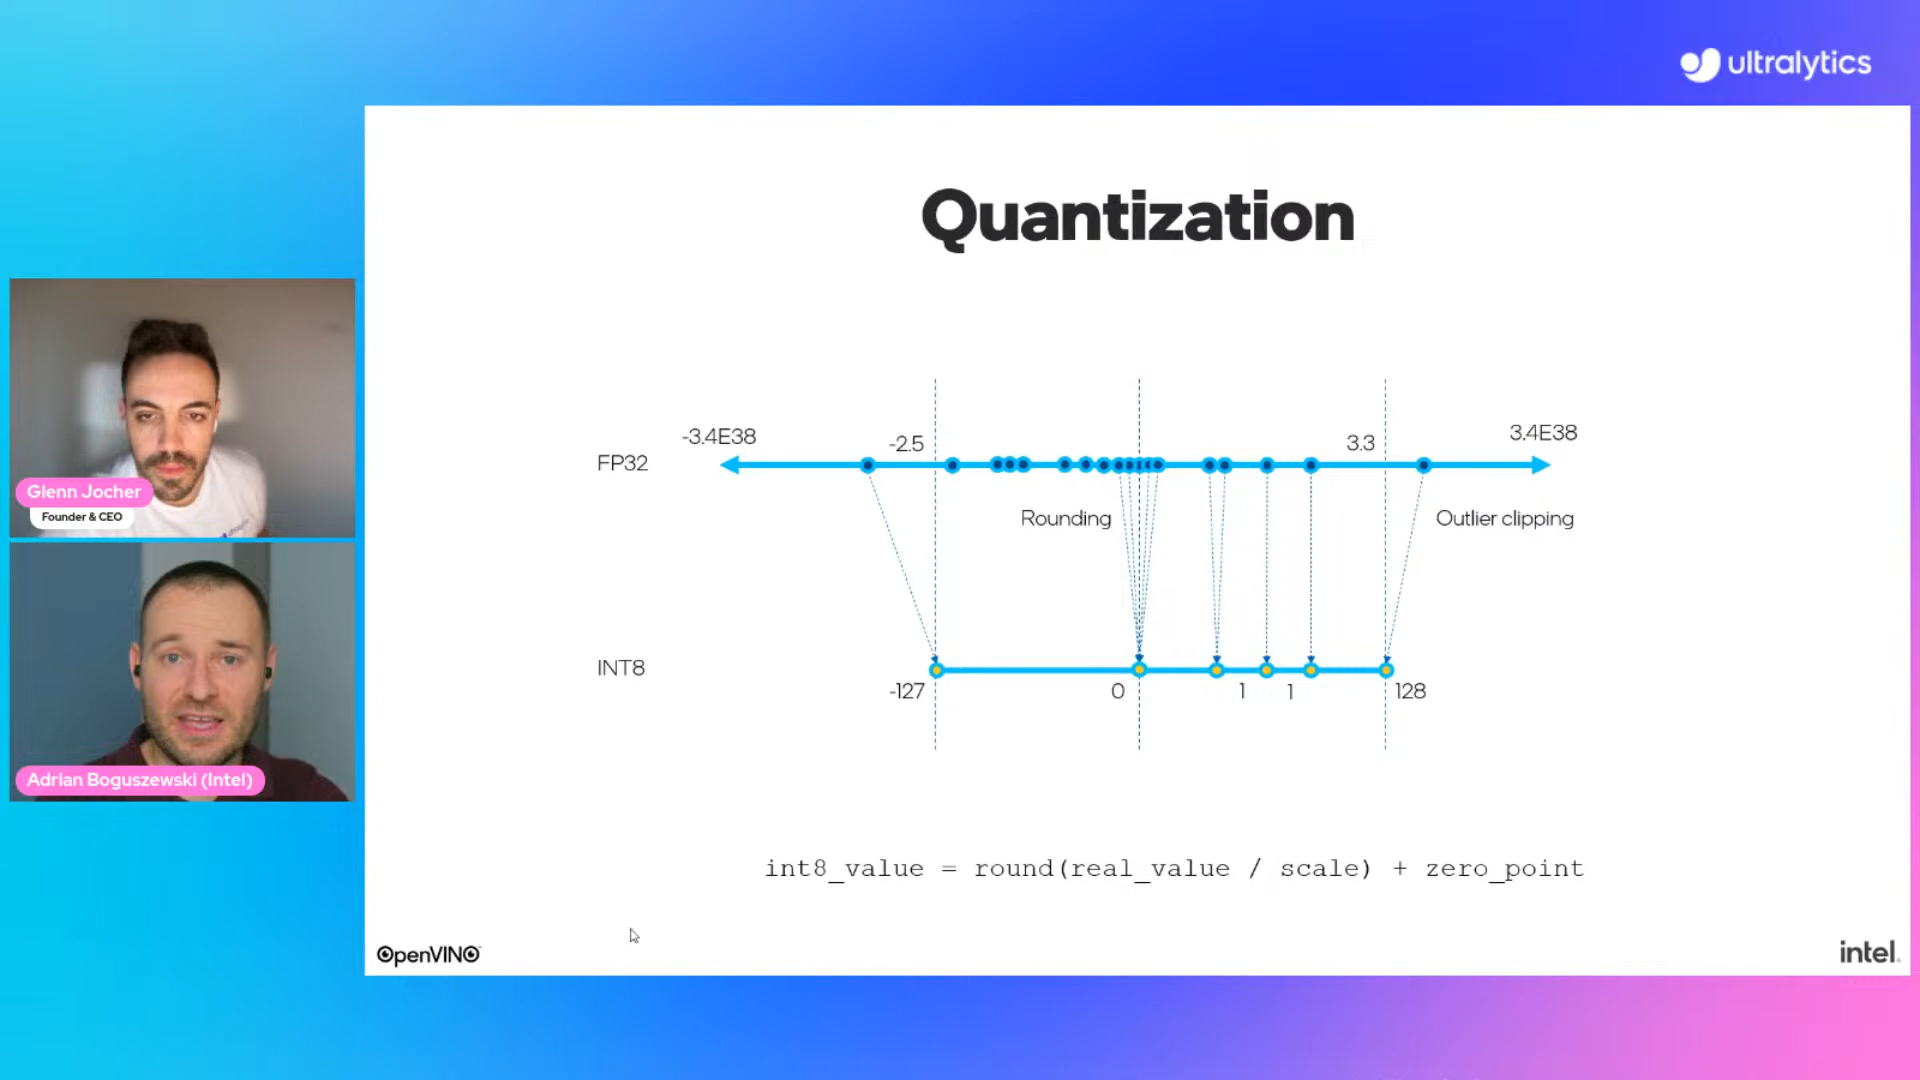 ultralytics
Quantization
-3.4E38
-2.5
3.3
3.4E38
FP32
Rounding
Outlier clipping
INT8
-127
0
1
1
128
int8_value = round(real_value / scale) + zero_point
OpenVINO
intel.
Glenn Jocher
Founder & CEO
Adrian Boguszewski (Intel)